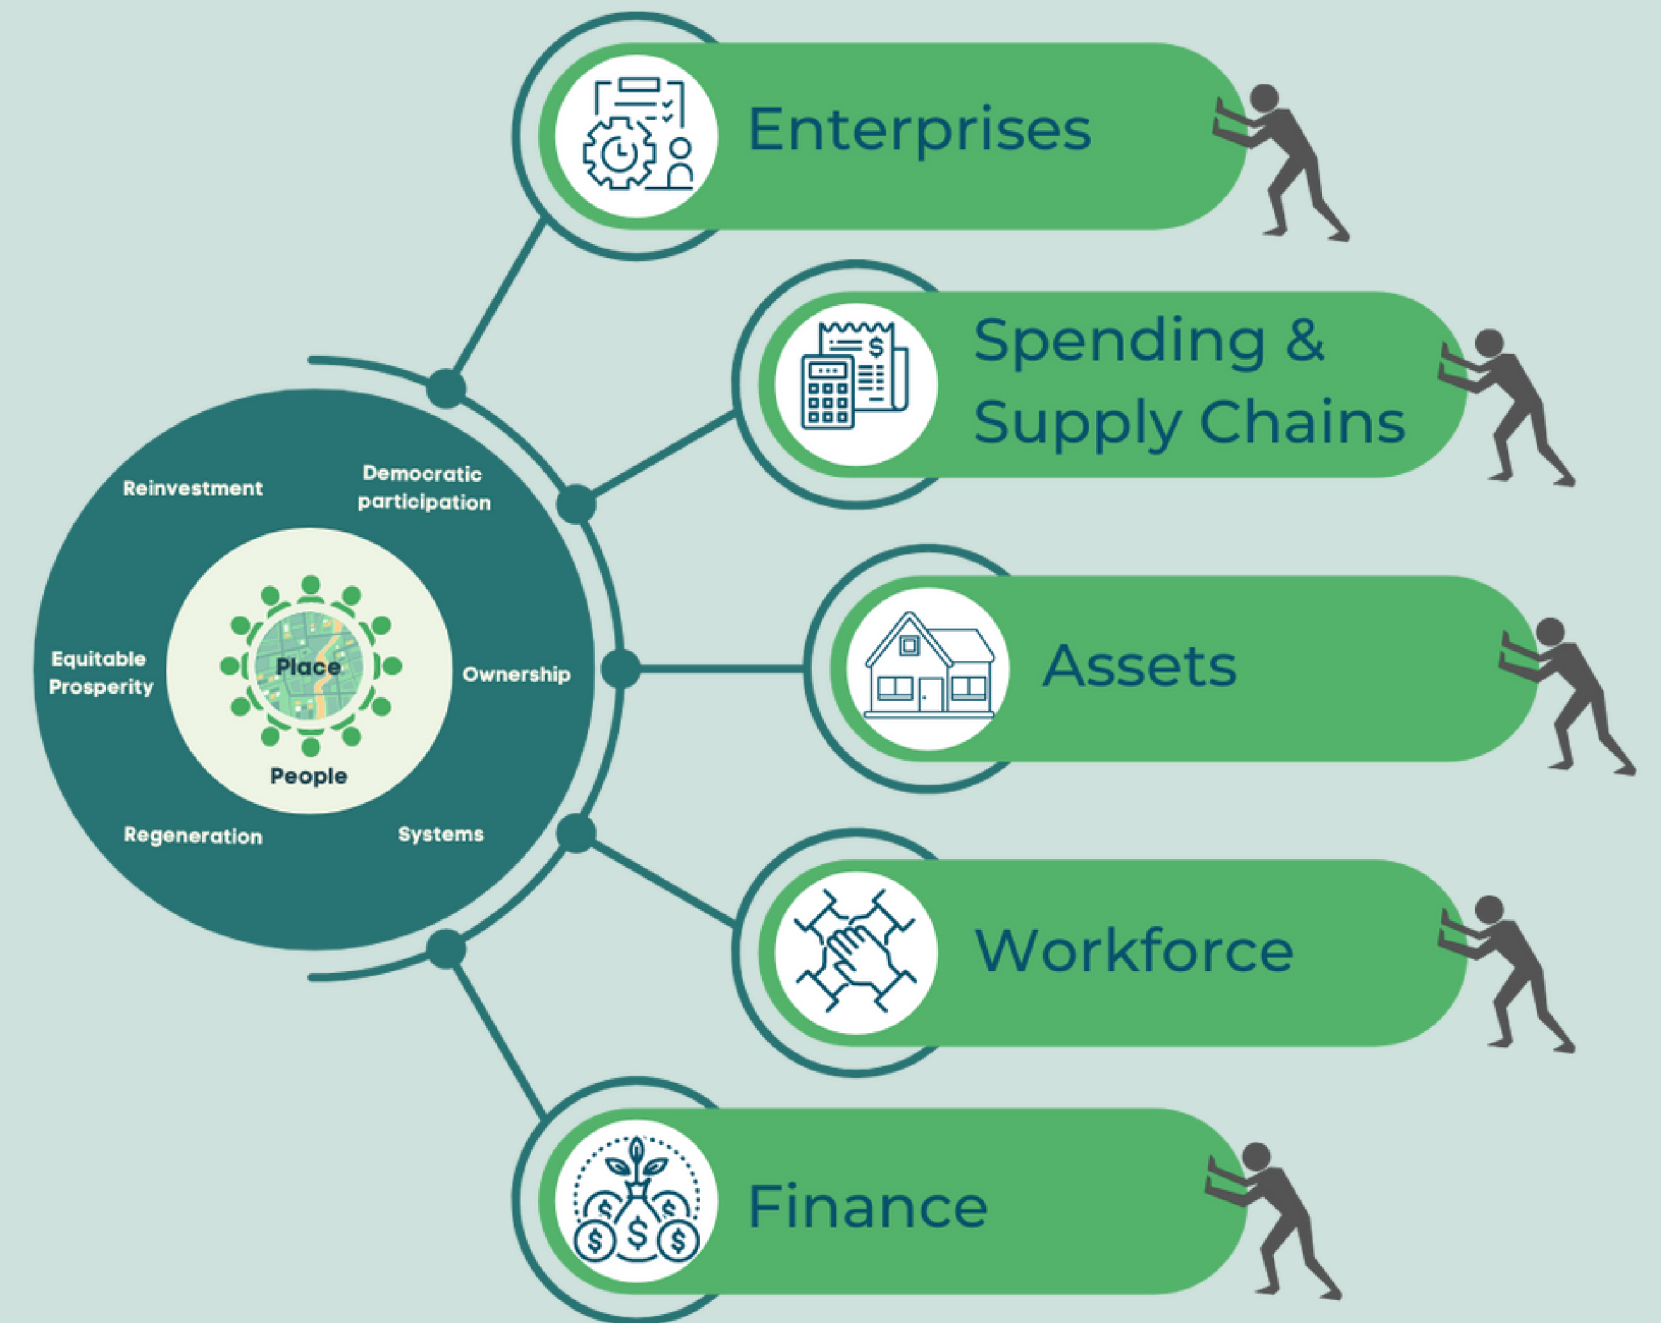 Enterprises
Spending &
Supply Chains
Assets
Workforce
Finance
Reinvestment
Democratic
participation
Equitable
Prosperity
Ownership
Regeneration
Systems
Place
People